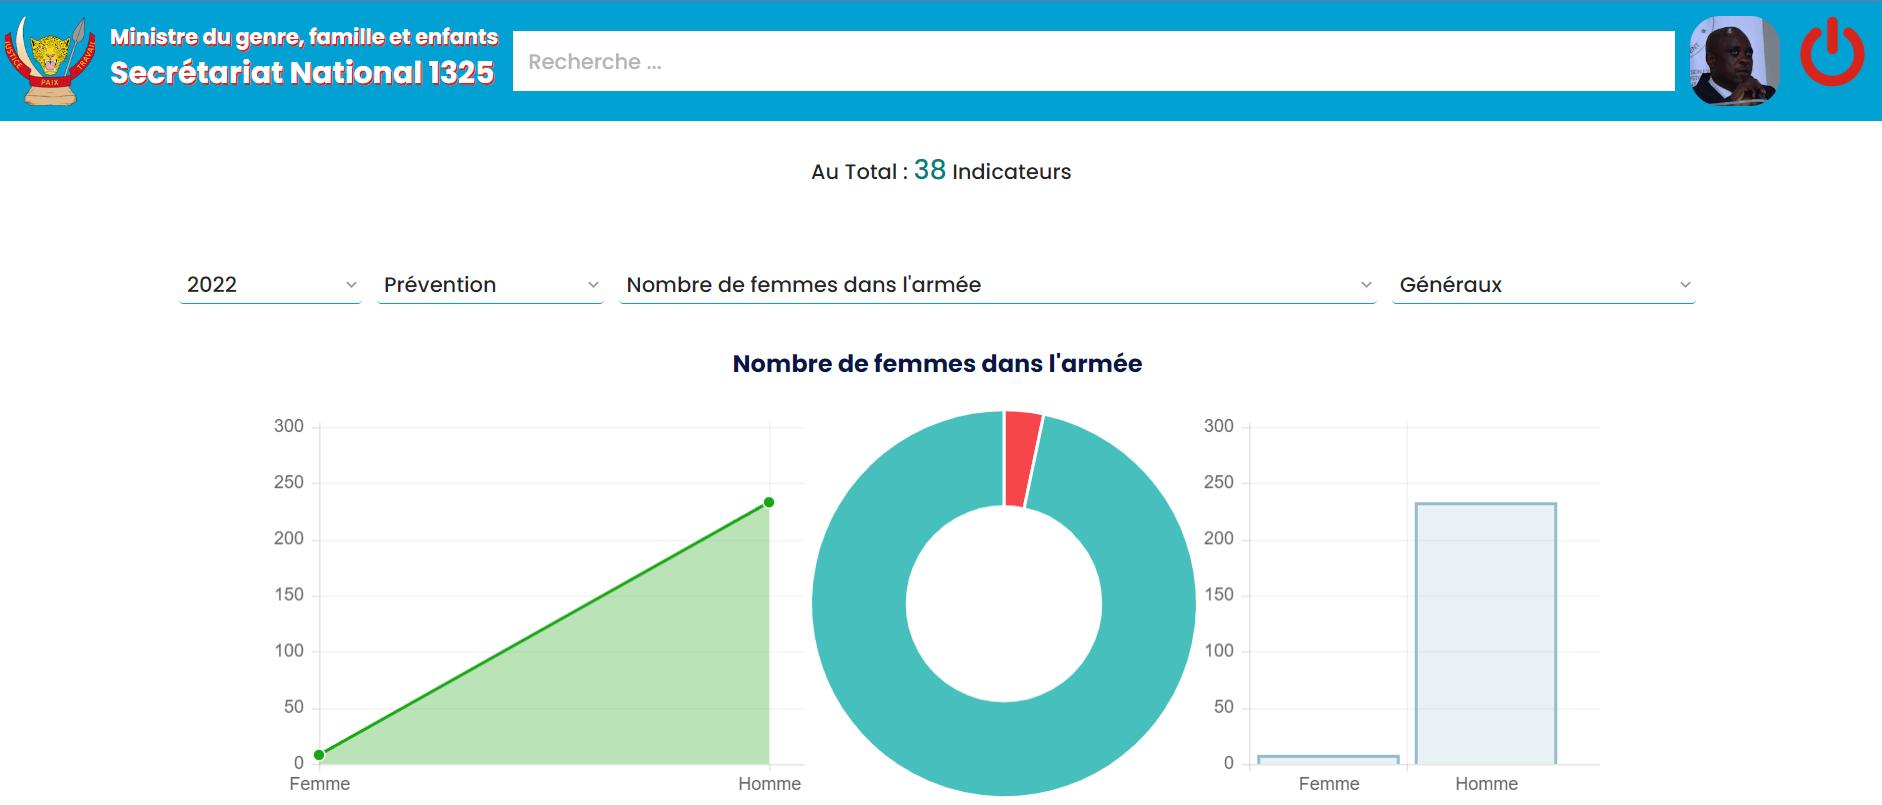 JUSTICE PAIX TRAVAIL
Ministre du genre, famille et enfants
Secrétariat National 1325
Recherche ...
Au Total : 38 Indicateurs
2022 Prévention Nombre de femmes dans l'armée Généraux
Nombre de femmes dans l'armée
300
250
200
150
100
50
0
Femme Homme
300
250
200
150
100
50
0
Femme Homme